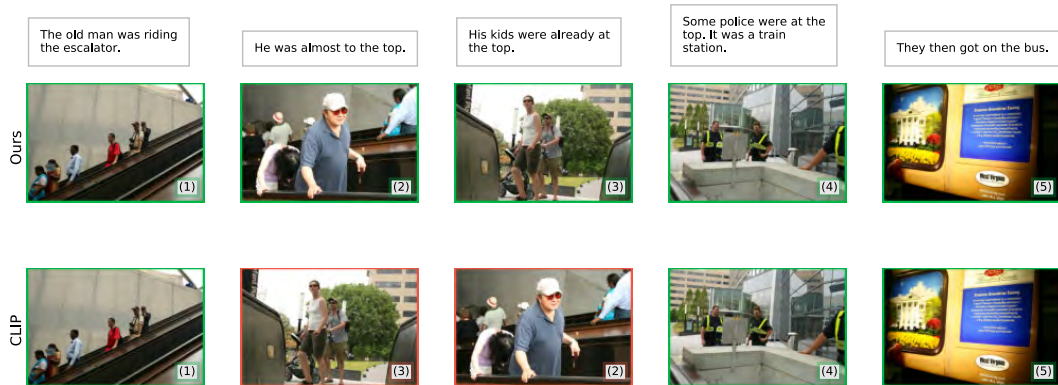 The old man was riding
the escalator.
He was almost to the top.
His kids were already at
the top.
Some police were at the
top. It was a train
station.
They then got on the bus.
Ours
(1)
(2)
(3)
(4)
(5)
CLIP
(1)
(3)
(2)
(4)
(5)